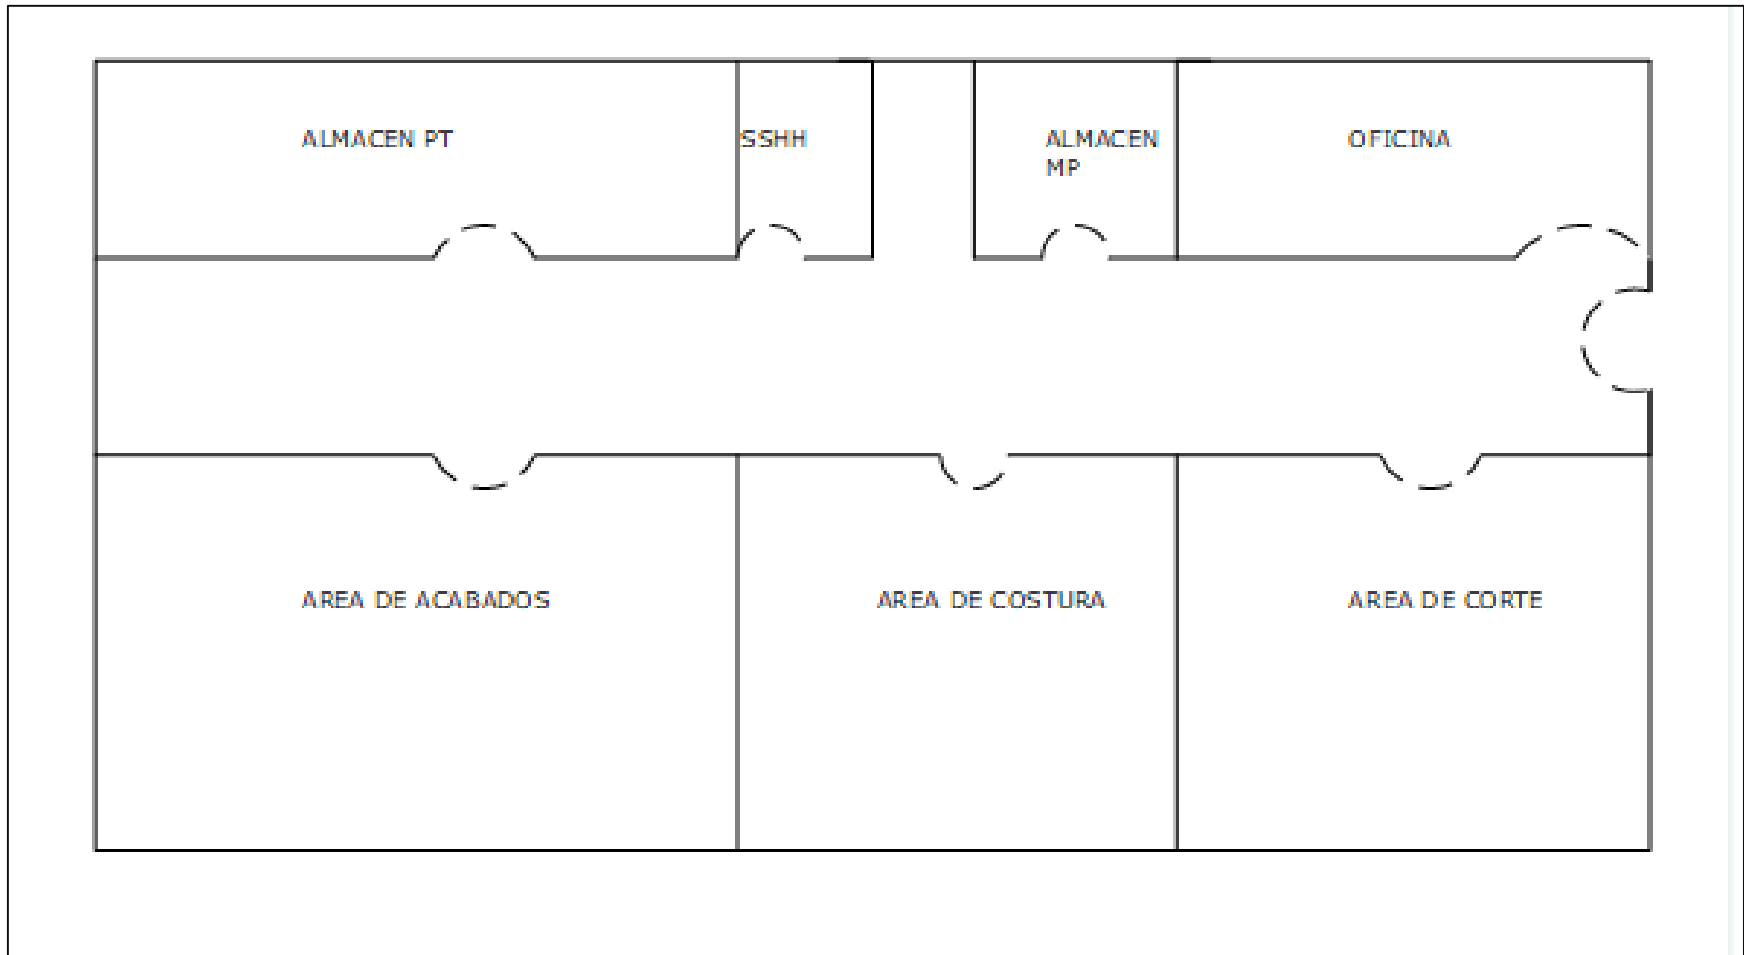 ALMACEN PT
SSHH
ALMACEN
MP
OFICINA
AREA DE ACABADOS
AREA DE COSTURA
AREA DE CORTE